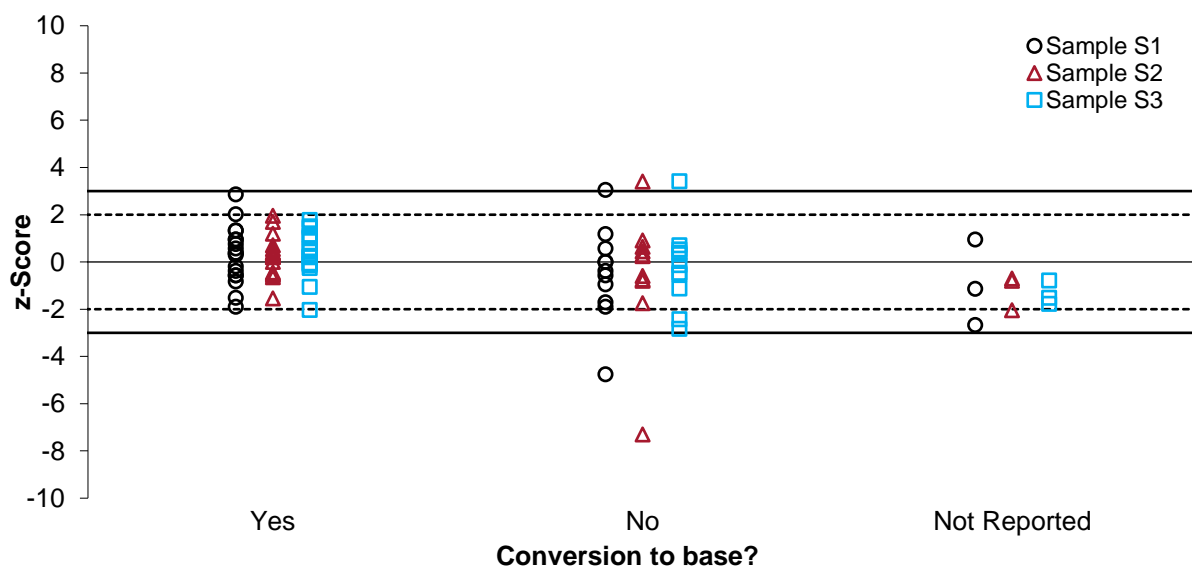 10
8
6
4
2
0
-2
-4
-6
-8
-10
z-Score
Sample S1
Sample S2
Sample S3
Yes
No
Not Reported
Conversion to base?